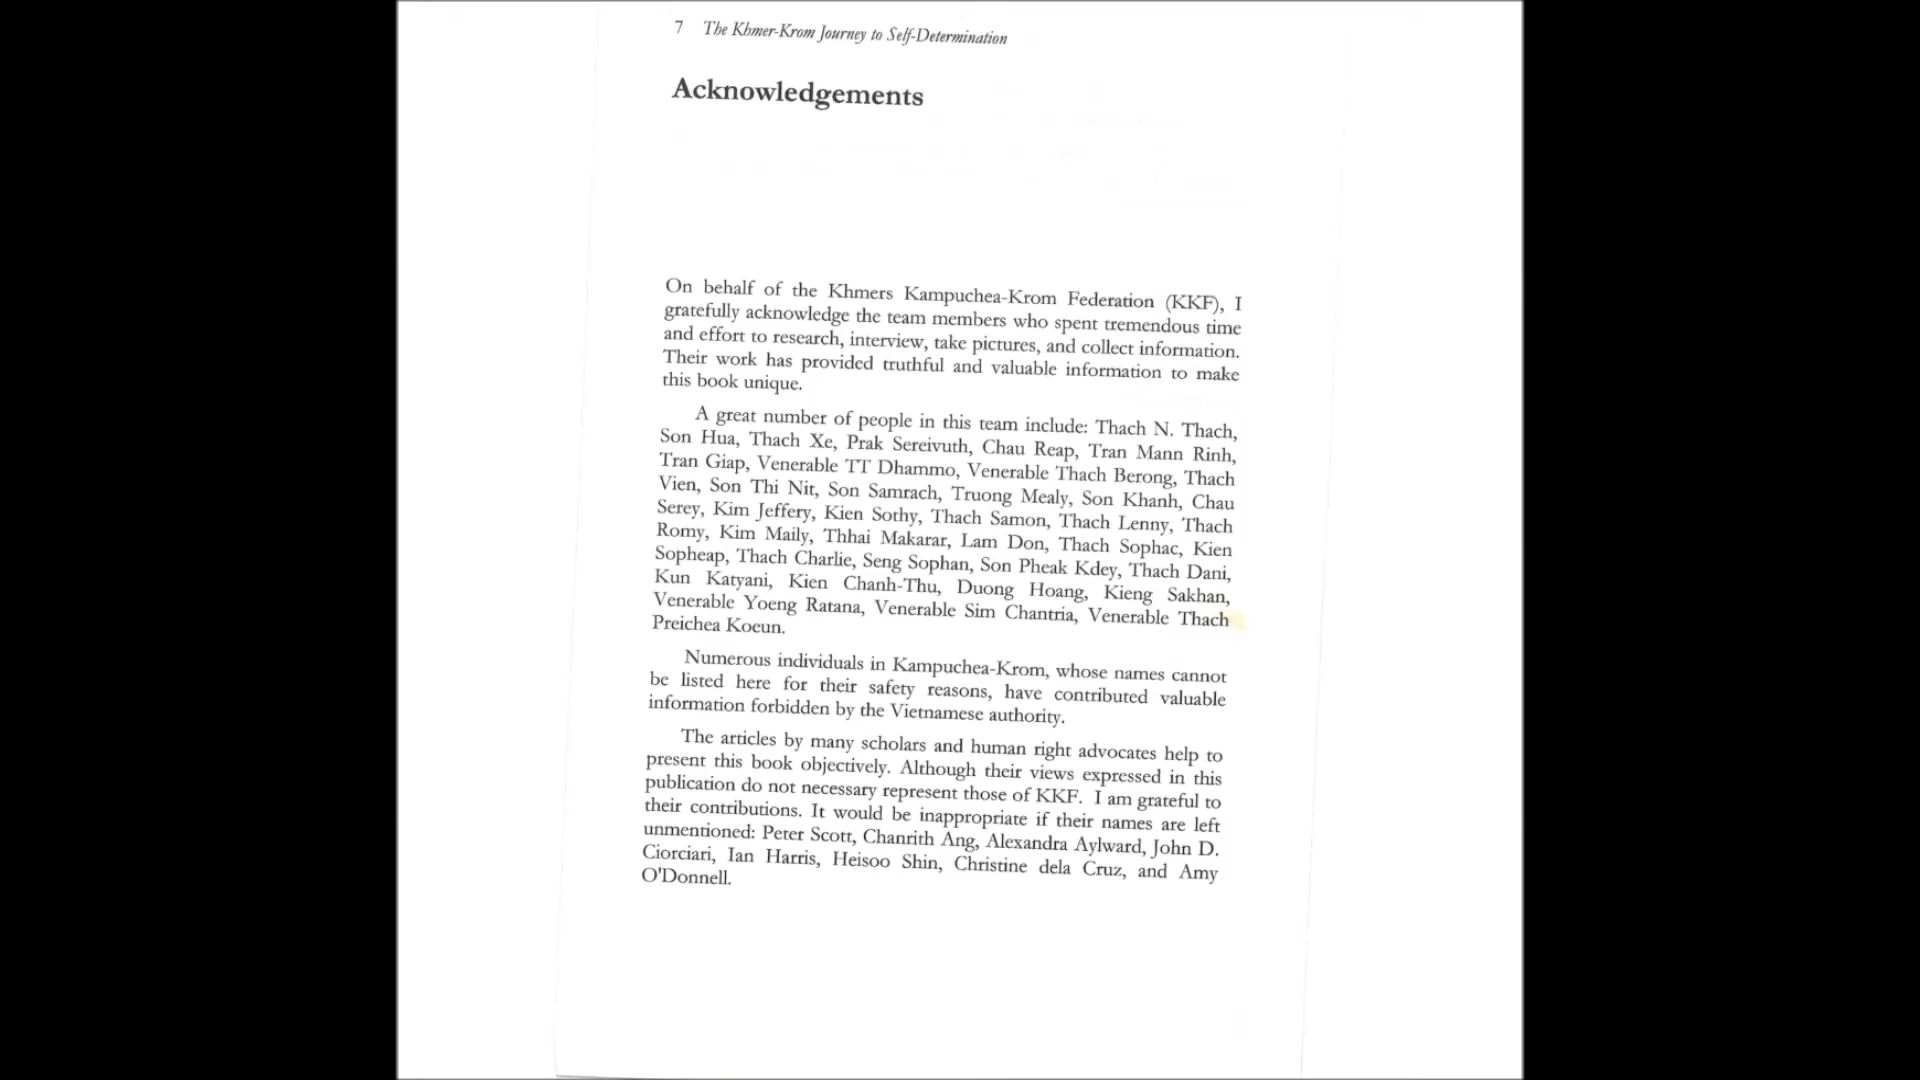 7 The Khmer-Krom Journey to Self-Determination
Acknowledgements
On behalf of the Khmers Kampuchea-Krom Federation (KKF), I
gratefully acknowledge the team members who spent tremendous time
and effort to research, interview, take pictures, and collect information.
Their work has provided truthful and valuable information to make
this book unique.
A great number of people in this team include: Thach N. Thach,
Son Hua, Thach Xe, Prak Sereivuth, Chau Reap, Tran Mann Rinh,
Tran Giap, Venerable TT Dhammo, Venerable Thach Berong, Thach
Vien, Son Thi Nit, Son Samrach, Truong Mealy, Son Khanh, Chau
Serey, Kim Jeffery, Kien Sothy, Thach Samon, Thach Lenny, Thach
Romy, Kim Maily, Thhai Makarar, Lam Don, Thach Sophac, Kien
Sopheap, Thach Charlie, Seng Sophan, Son Pheak Kdey, Thach Dani,
Kun Katyani, Kien Chanh-Thu, Duong Hoang, Kieng Sakhan,
Venerable Yoeng Ratana, Venerable Sim Chantria, Venerable Thach
Preichea Koeun.
Numerous individuals in Kampuchea-Krom, whose names cannot
be listed here for their safety reasons, have contributed valuable
information forbidden by the Vietnamese authority.
The articles by many scholars and human right advocates help to
present this book objectively. Although their views expressed in this
publication do not necessary represent those of KKF. I am grateful to
their contributions. It would be inappropriate if their names are left
unmentioned: Peter Scott, Chanrith Ang, Alexandra Aylward, John D.
Ciorciari, Ian Harris, Heisoo Shin, Christine dela Cruz, and Amy
O'Donnell.